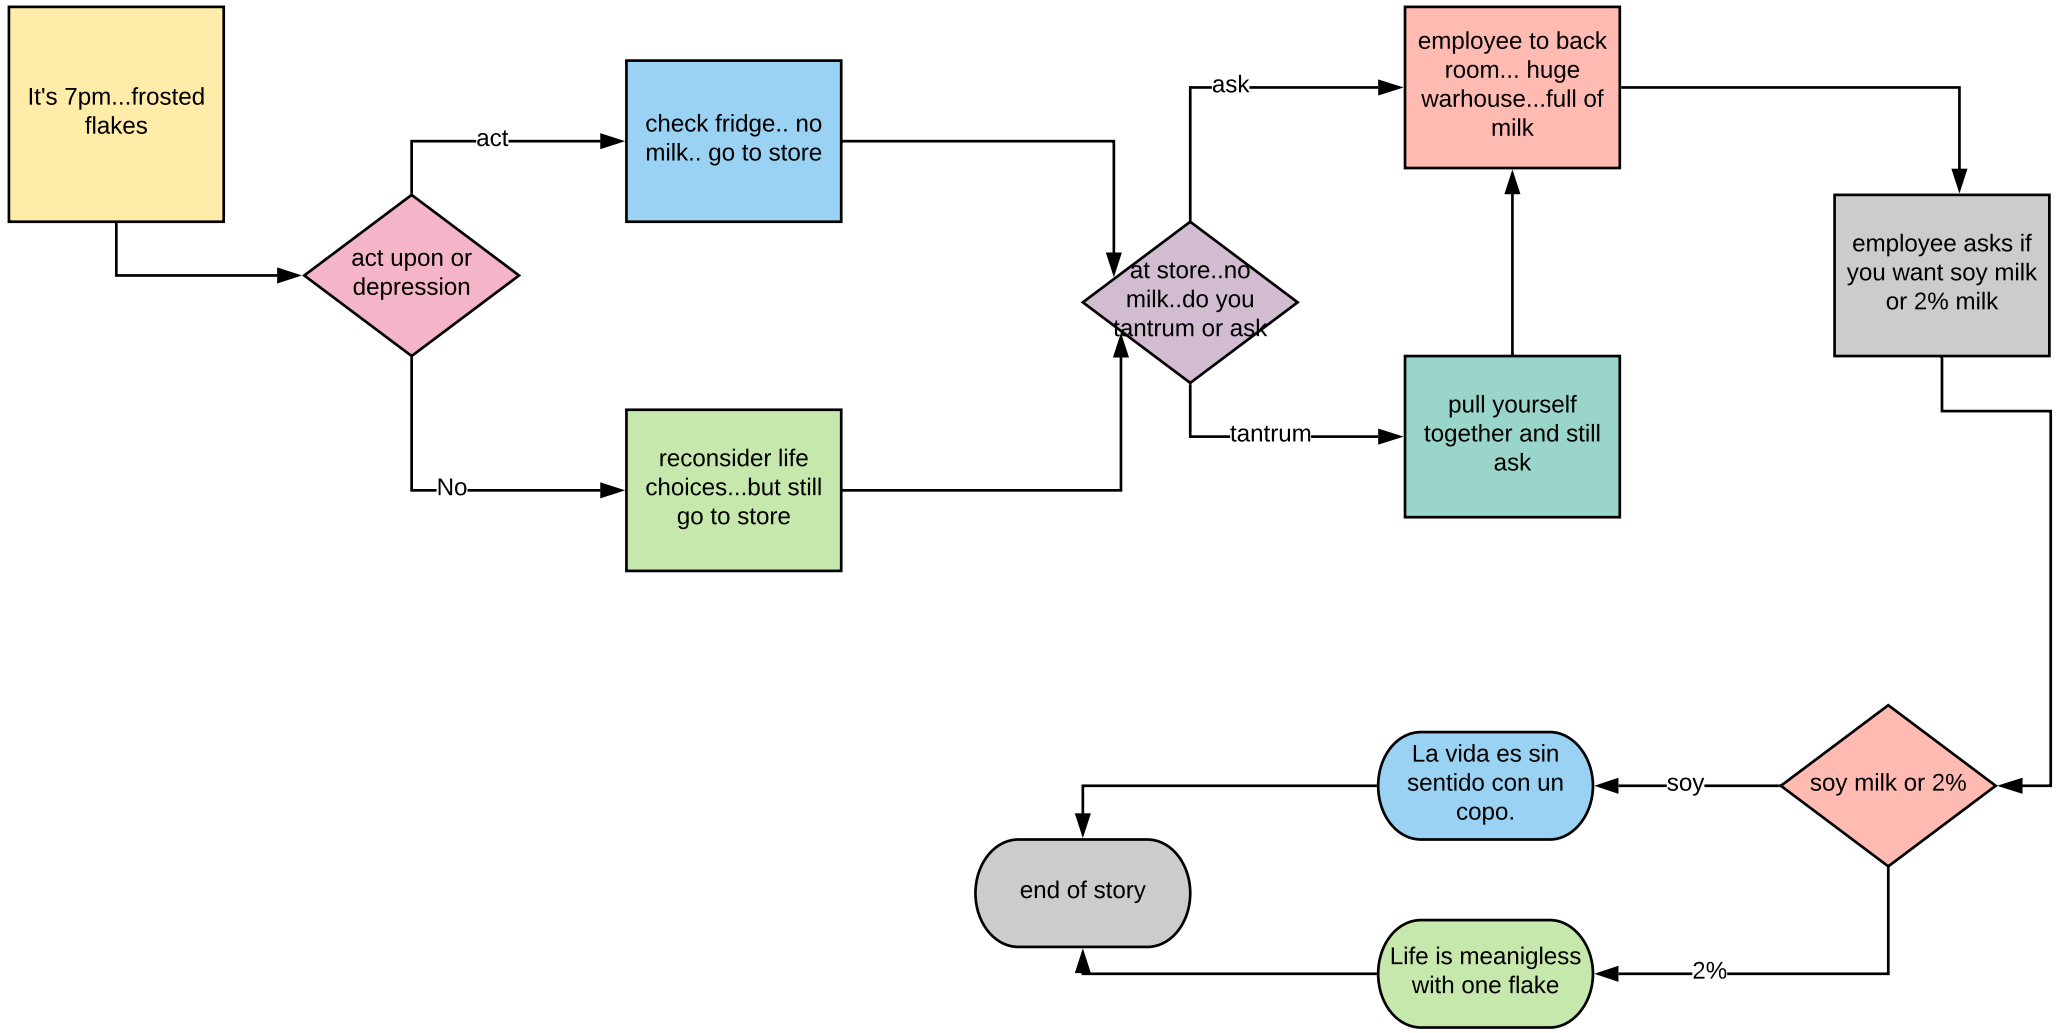 It's 7pm...frosted
flakes
act upon or
depression
act
No
check fridge.. no
milk.. go to store
reconsider life
choices...but still
go to store
at store..no
milk..do you
tantrum or ask
ask
tantrum
employee to back
room... huge
warhouse...full of
milk
pull yourself
together and still
ask
employee asks if
you want soy milk
or 2% milk
soy milk or 2%
soy
2%
La vida es sin
sentido con un
copo.
Life is meanigless
with one flake
end of story